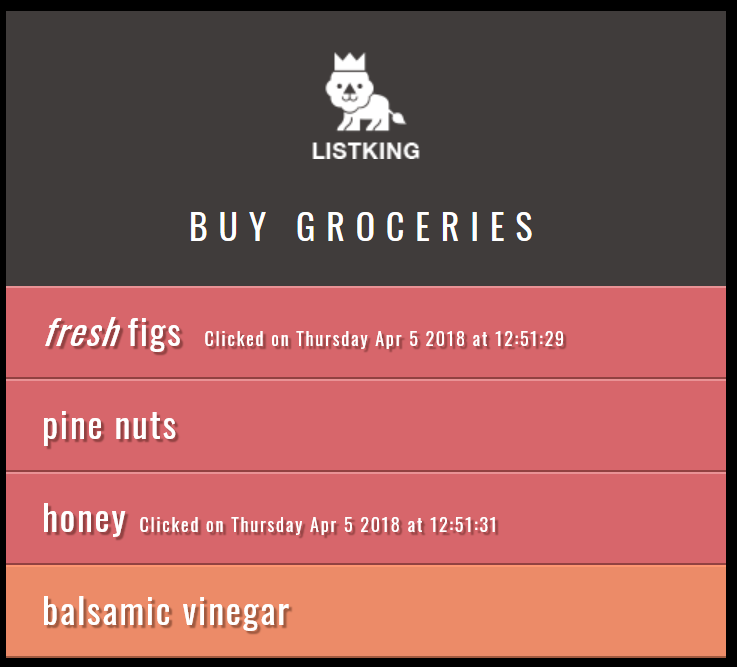 LISTKING
BUY GROCERIES
fresh figs Clicked on Thursday Apr 5 2018 at 12:51:29
pine nuts
honey Clicked on Thursday Apr 5 2018 at 12:51:31
balsamic vinegar